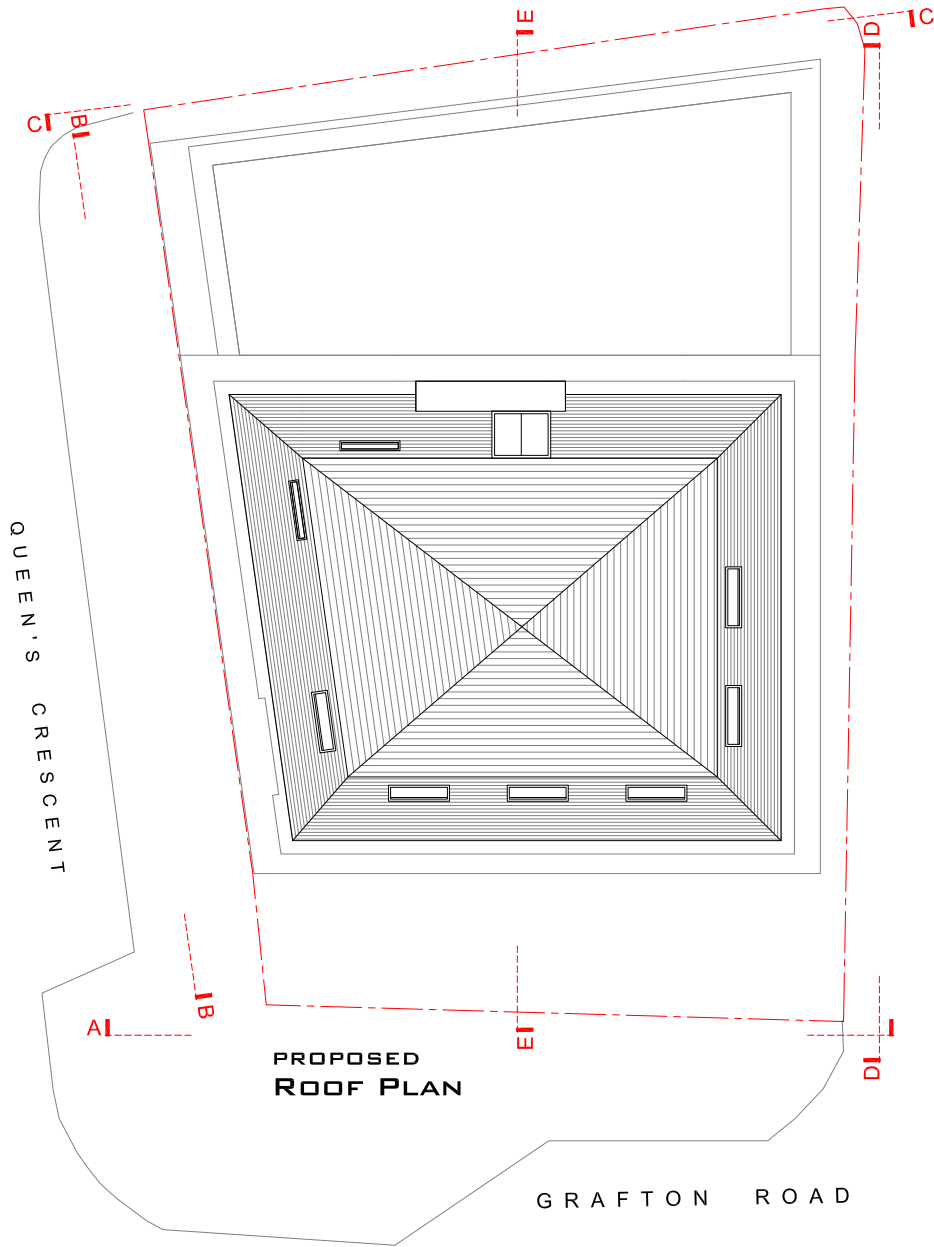 E
C
D
C
B
QUEEN'S CRESCENT
B
A
E
D
PROPOSED
ROOF PLAN
GRAFTON ROAD